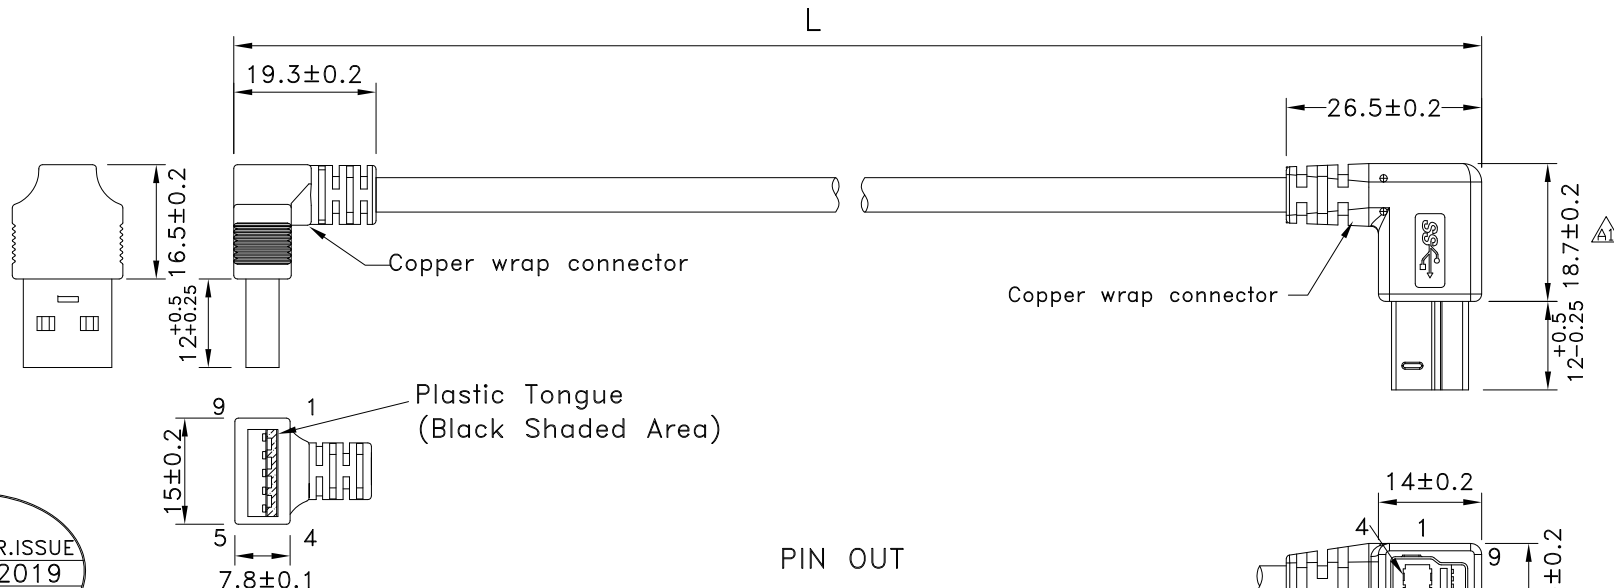 L
19.3±0.2
26.5±0.2
16.5±0.2
18.7±0.2
A1
SS
Copper wrap connector
Copper wrap connector
+0.5
12+0.25
+0.5
12-0.25
Plastic Tongue
(Black Shaded Area)
9 1
15±0.2
5 4
7.8±0.1
14±0.2
4 1
9
±0.2
R.ISSUE
2019
PIN OUT